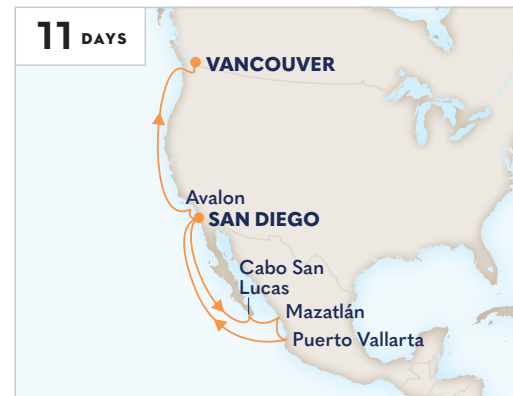 11 DAYS
VANCOUVER
Avalon
SAN DIEGO
Cabo San
Lucas
Mazatlán
Puerto Vallarta